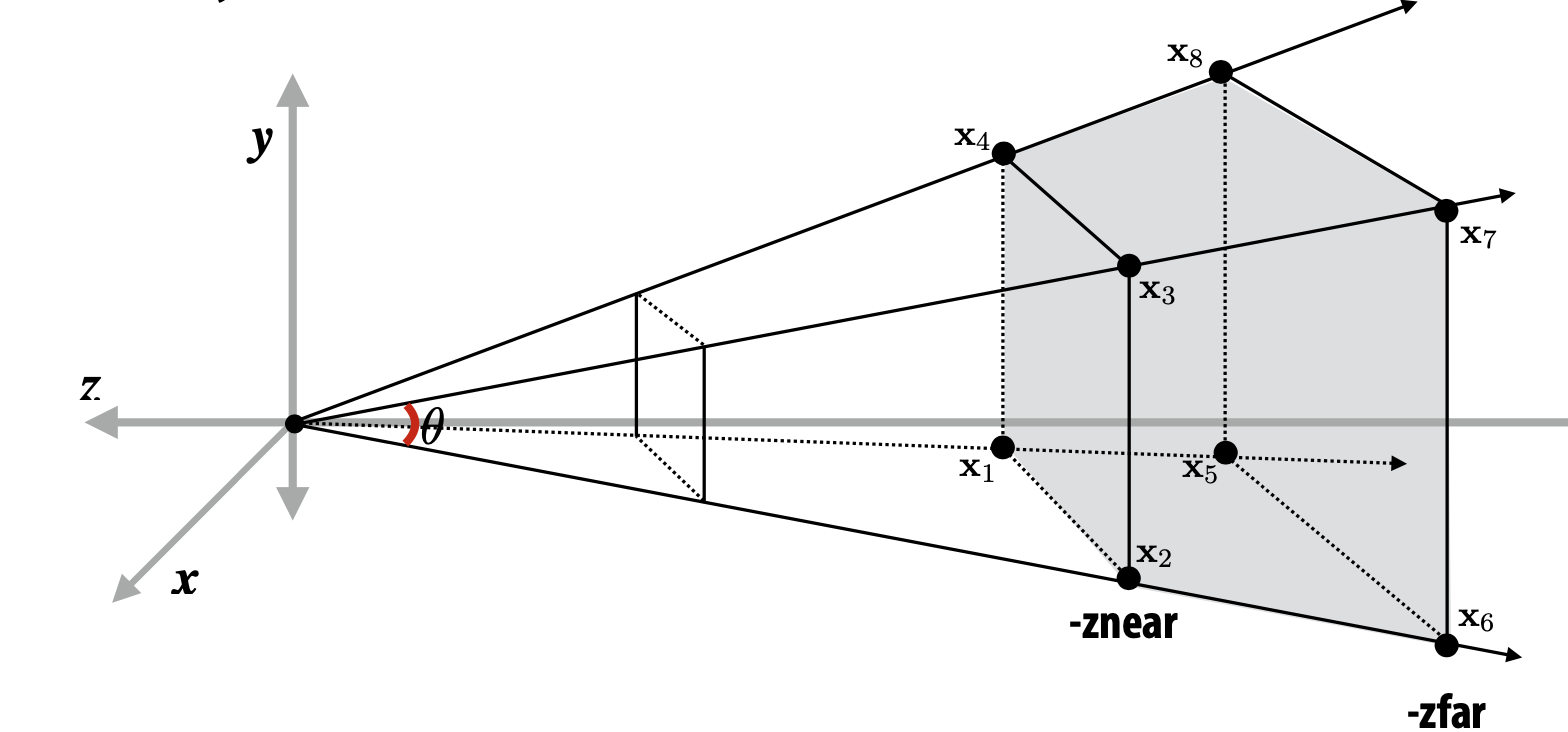 x₈
y
x₄
x₇
x₃
z
θ
x₁
x₅
x₂
x
-znear
x₆
-zfar